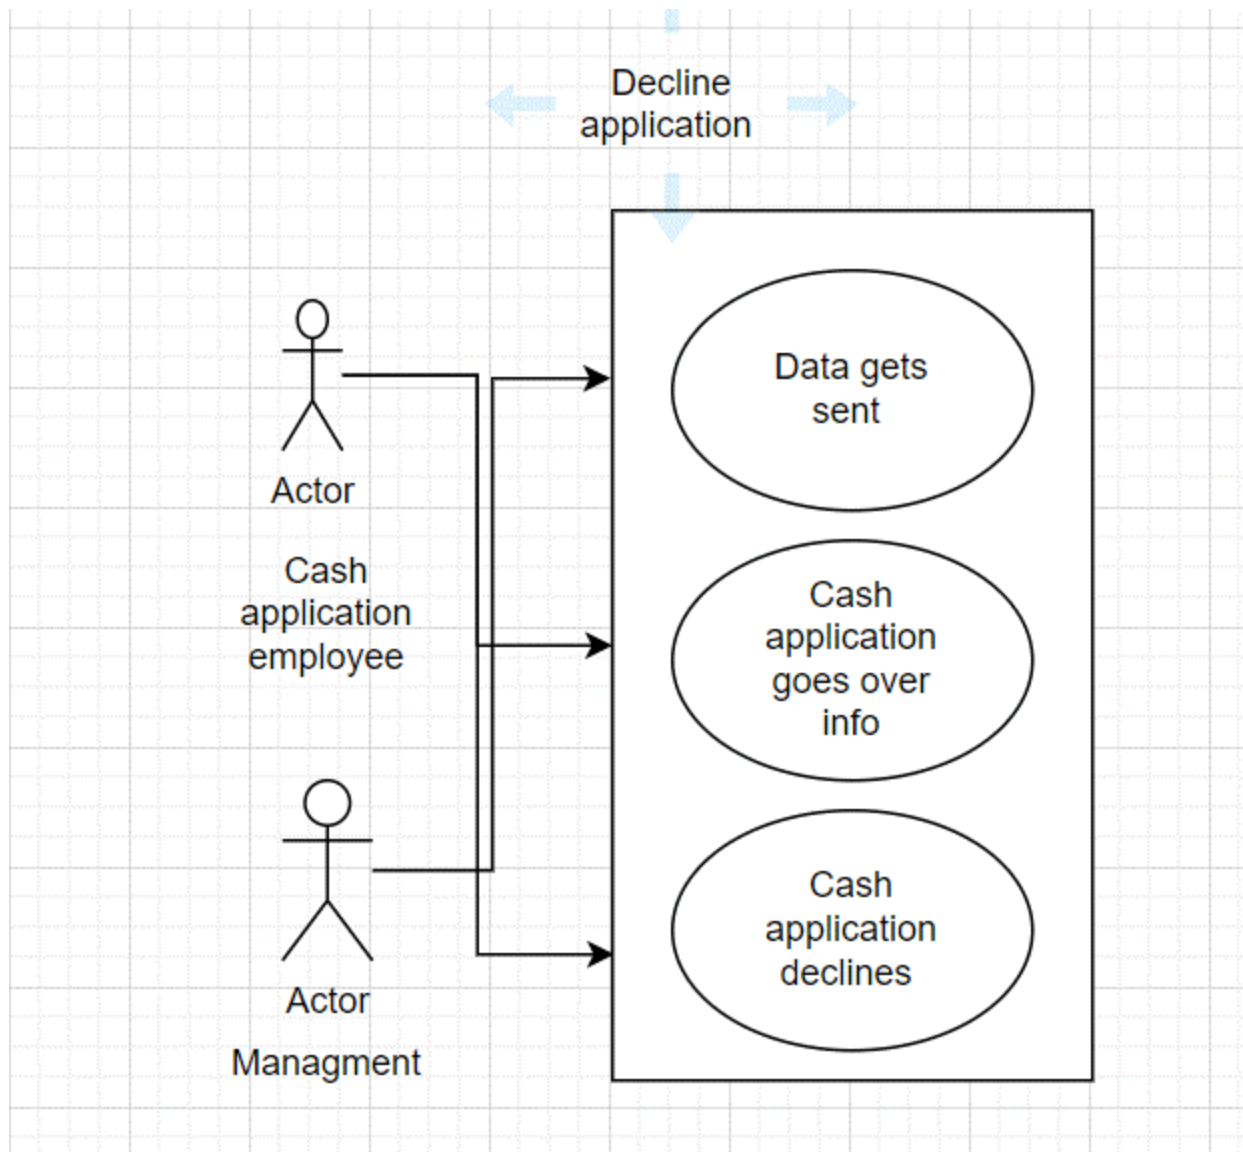 Decline
application
Data gets
sent
Actor
Cash
application
employee
Cash
application
goes over
info
Cash
application
declines
Actor
Managment